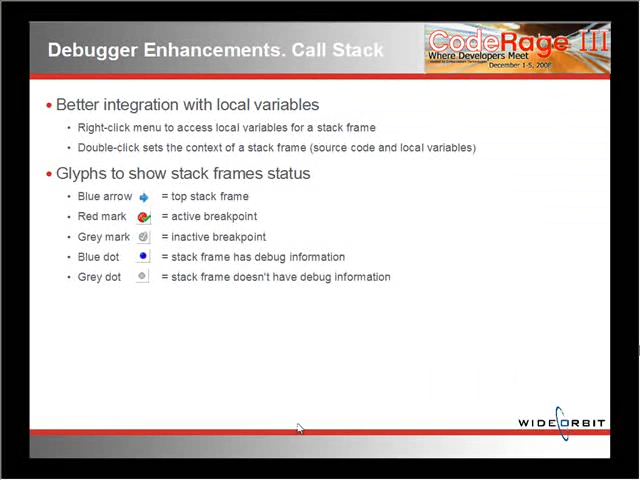 Debugger Enhancements. Call Stack
CodeRage III
Where Developers Meet
December 1-5, 2008
• Better integration with local variables
• Right-click menu to access local variables for a stack frame
• Double-click sets the context of a stack frame (source code and local variables)
• Glyphs to show stack frames status
• Blue arrow = top stack frame
• Red mark = active breakpoint
• Grey mark = inactive breakpoint
• Blue dot = stack frame has debug information
• Grey dot = stack frame doesn't have debug information
WIDEORBIT